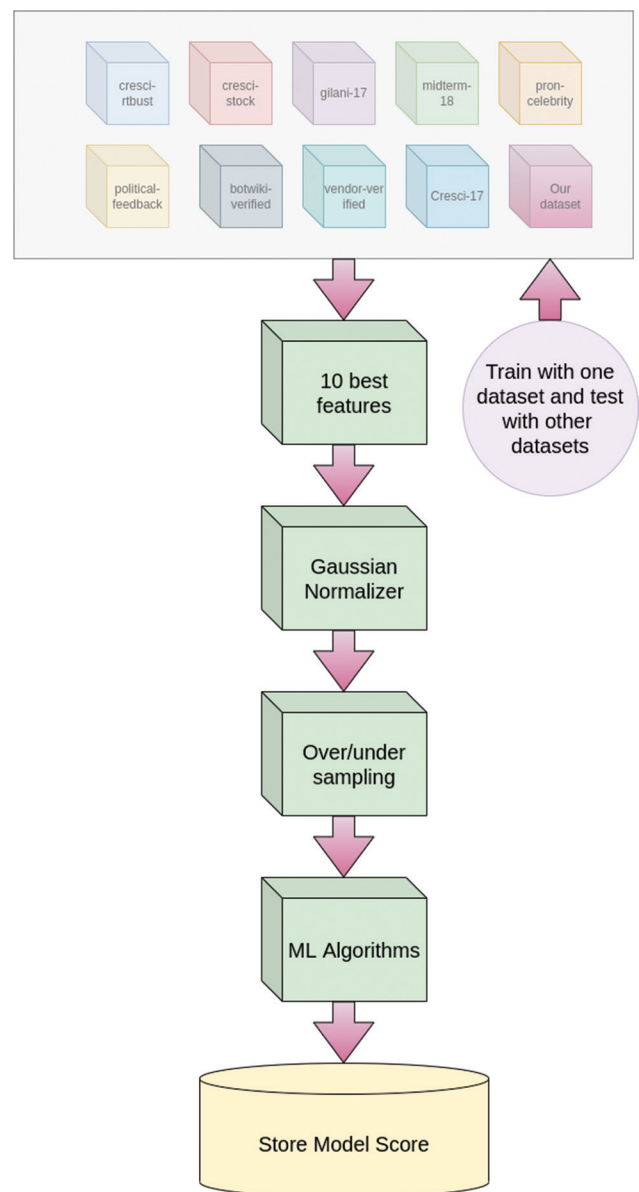 cresci-
rtbust
cresci-
stock
gilani-17
midterm-
18
pron-
celebrity
political-
feedback
botwiki-
verified
vendor-ver
ified
Cresci-17
Our
dataset
10 best
features
Train with one
dataset and test
with other
datasets
Gaussian
Normalizer
Over/under
sampling
ML Algorithms
Store Model Score